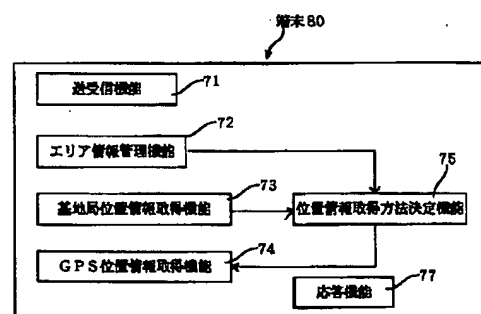 端末80
送受信機能
71
72
エリア情報管理機能
73
75
基地局位置情報取得機能
位置情報取得方法決定機能
74
GPS位置情報取得機能
77
応答機能